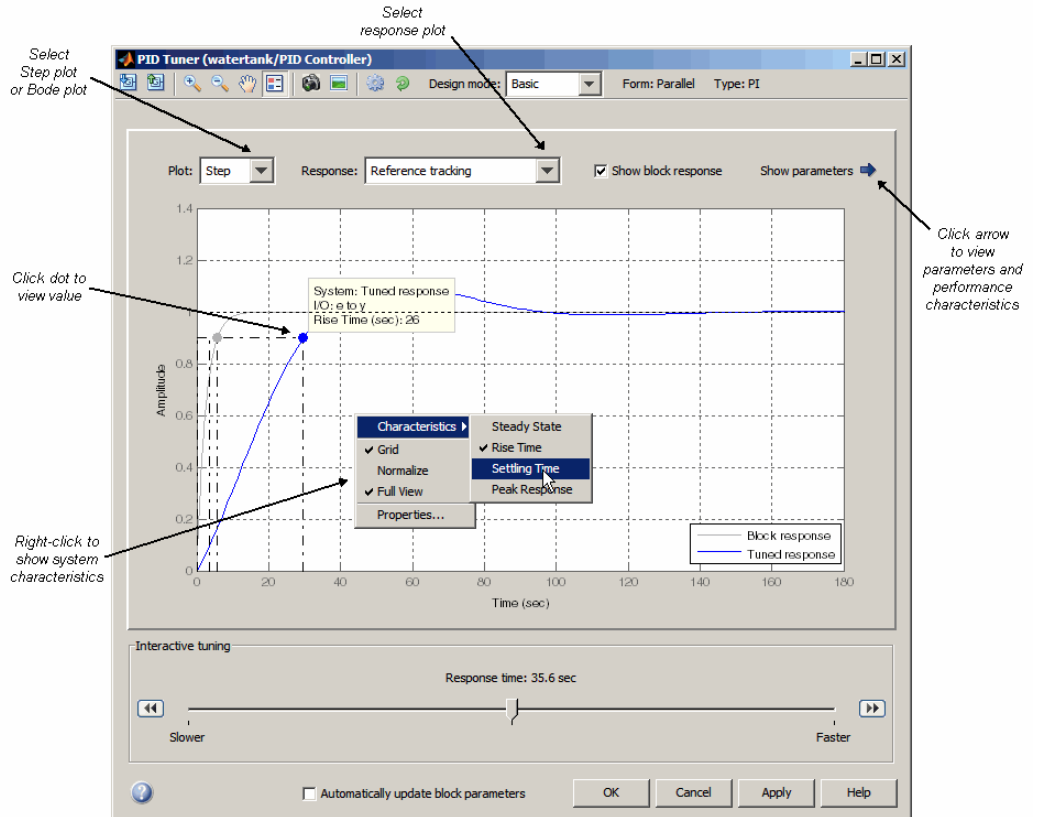 Select
response plot
Select
Step plot
or Bode plot
PID Tuner (watertank/PID Controller)
Design mode: Basic Form: Parallel Type: PI
Plot: Step Response: Reference tracking Show block response Show parameters
Click arrow
to view
parameters and
performance
characteristics
Click dot to
view value
1.4
1.2
1
0.8
0.6
0.4
0.2
0
Amplitude
System: Tuned response
I/O: e to y
Rise Time (sec): 26
Characteristics
Grid
Normalize
Full View
Properties...
Steady State
Rise Time
Settling Time
Peak Response
Right-click to
show system
characteristics
Block response
Tuned response
0 20 40 60 80 100 120 140 160 180
Time (sec)
Interactive tuning
Response time: 35.6 sec
Slower Faster
Automatically update block parameters OK Cancel Apply Help